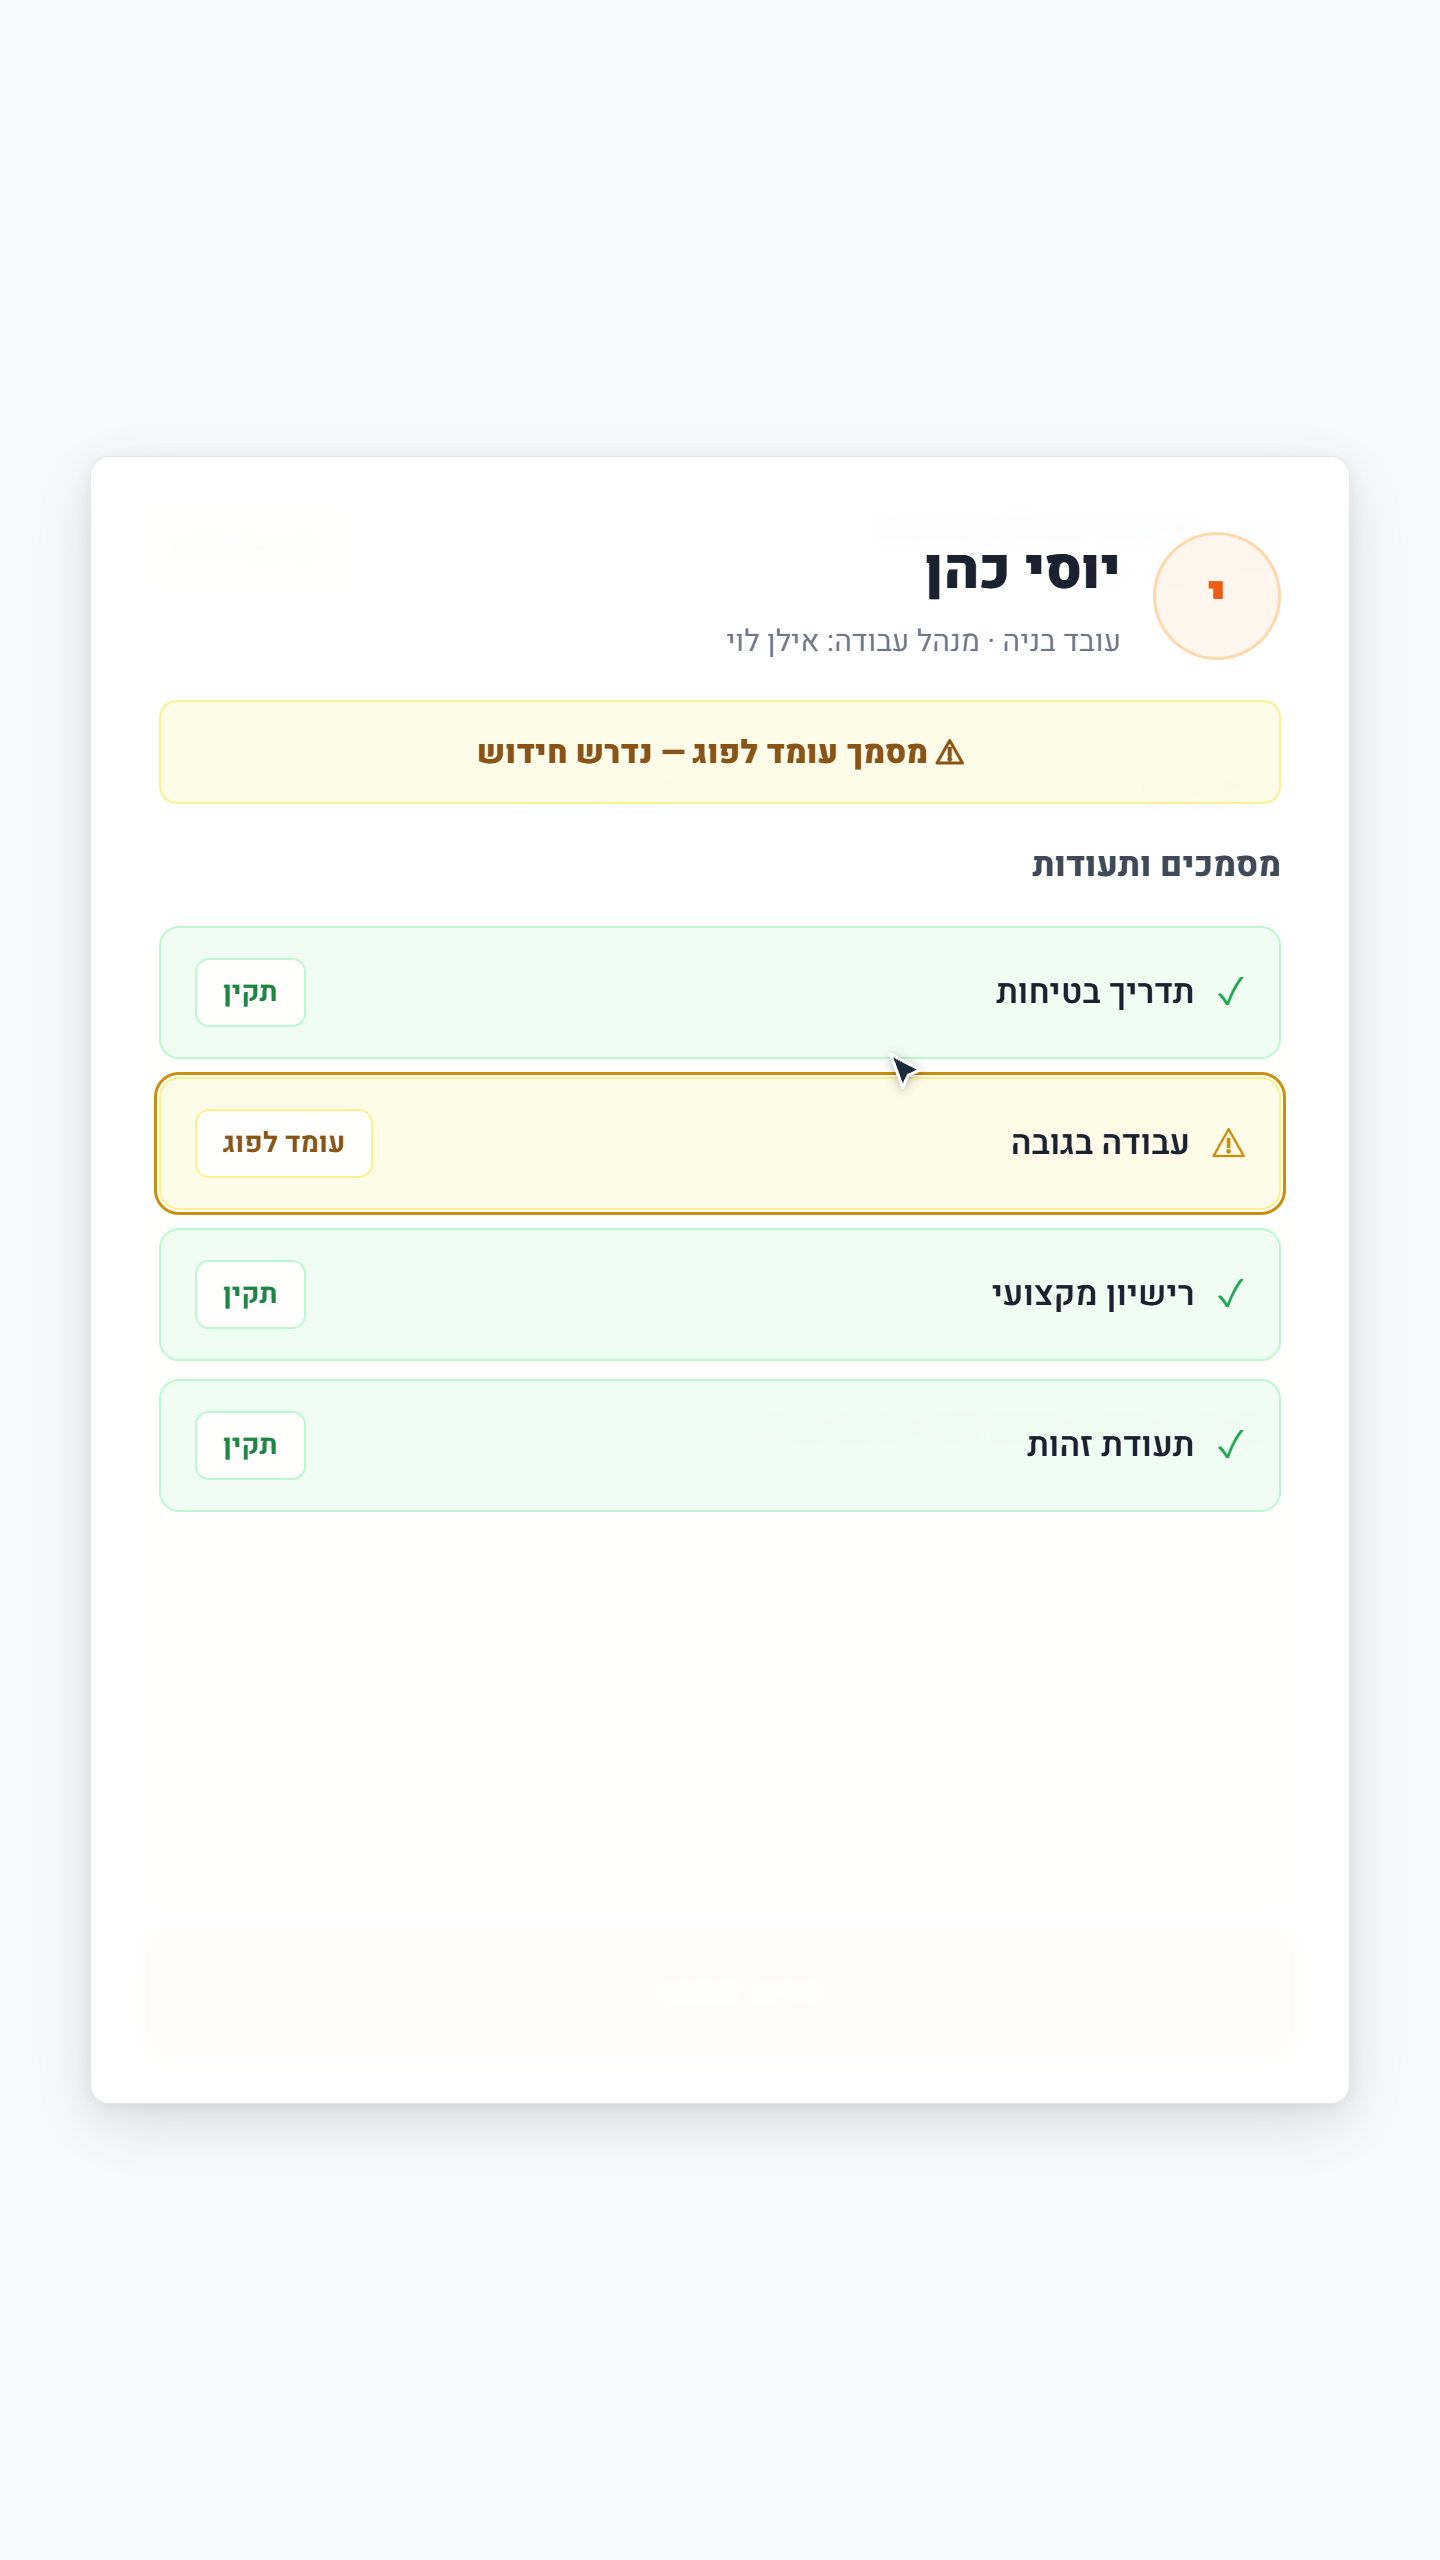 י
יוסי כהן
עובד בניה · מנהל עבודה: אילן לוי
⚠ מסמך עומד לפוג – נדרש חידוש
מסמכים ותעודות
✓ תדריך בטיחות תקין
⚠ עבודה בגובה עומד לפוג
✓ רישיון מקצועי תקין
✓ תעודת זהות תקין